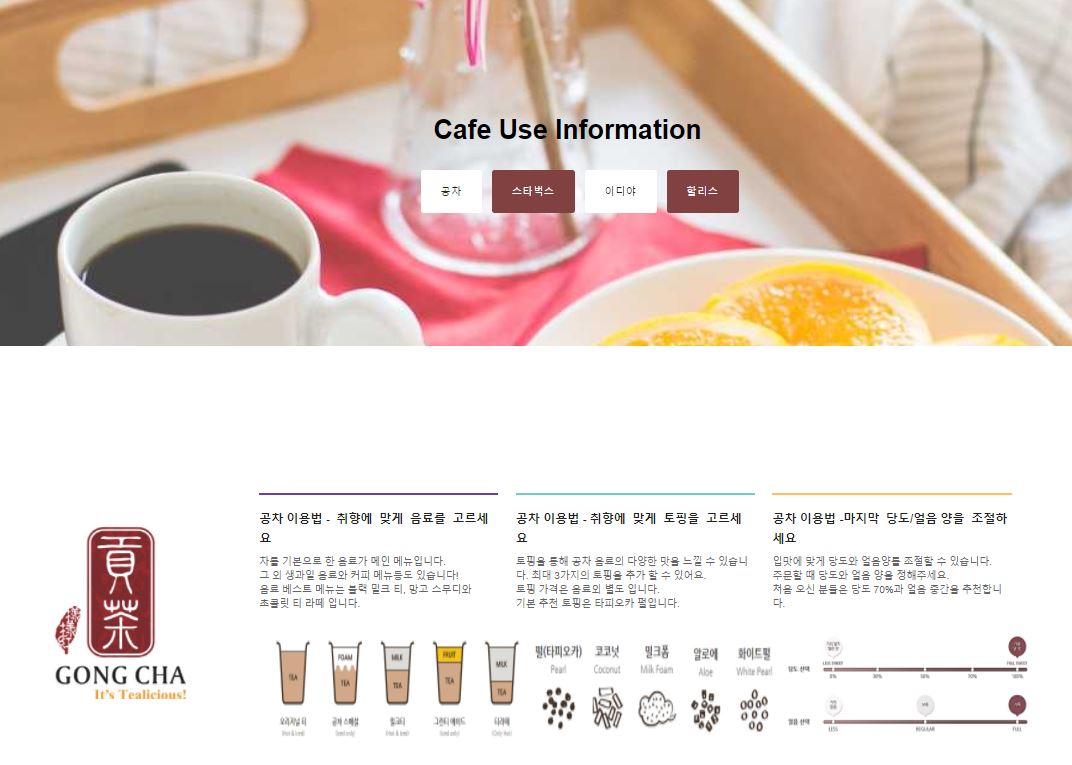 Cafe Use Information
공차
스타벅스
이디야
할리스
공차 이용법 - 취향에 맞게 음료를 고르세
요
차를 기본으로 한 음료가 메인 메뉴입니다.
그 외 생과일 음료와 커피 메뉴등도 있습니다!
음료 베스트 메뉴는 블랙 밀크 티, 망고 스무디와
초콜릿 티 라떼 입니다.
공차 이용법 - 취향에 맞게 토핑을 고르세
요
토핑을 통해 공차 음료의 다양한 맛을 느낄 수 있습니
다. 최대 3가지의 토핑을 추가 할 수 있어요.
토핑 가격은 음료외 별도 입니다.
기본 추천 토핑은 타피오카 펄입니다.
공차 이용법 -마지막 당도/얼음 양을 조절하
세요
입맛에 맞게 당도와 얼음양를 조절할 수 있습니다.
주문할 때 당도와 얼음 양을 정해주세요.
처음 오신 분들은 당도 70%과 얼음 중간을 추천합니
다.
貢茶
GONG CHA
It's Tealicious!
TEA
FOAM
TEA
MILK
TEA
FRUIT
TEA
MILK
TEA
오리지널 티
공차 스페셜
밀크티
그린티 에이드
티라떼
(Hot & Iced)
(Iced only)
(Hot & Iced)
(Iced only)
(Only Hot)
펄(타피오카)
Pearl
코코넛
Coconut
밀크폼
Milk Foam
알로에
Aloe
화이트펄
White Pearl
당도 선택
LESS SWEET
FULL SWEET
0%
30%
50%
70%
100%
얼음 선택
LESS
REGULAR
FULL